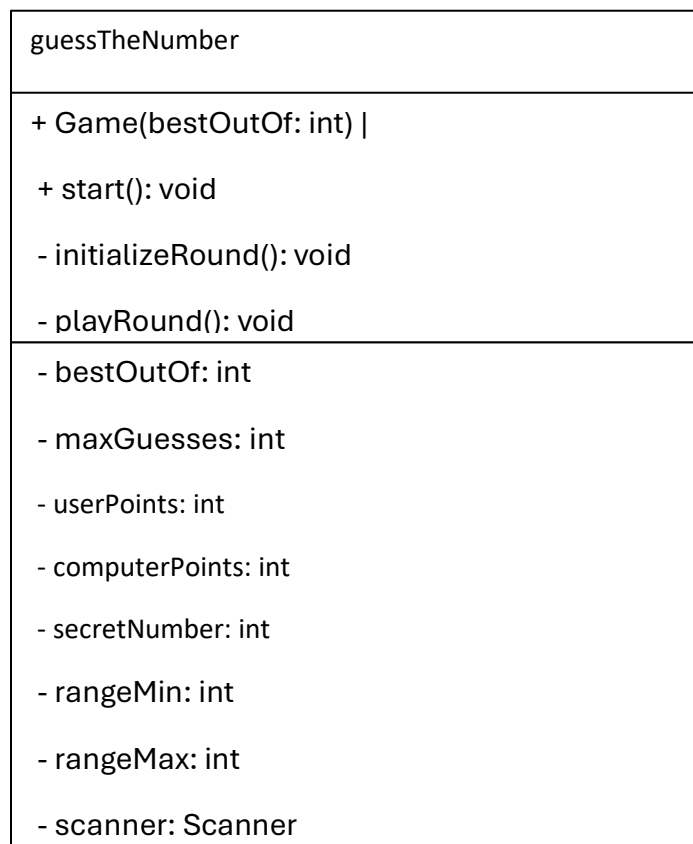 guessTheNumber
+ Game(bestOutOf: int) |
+ start(): void
- initializeRound(): void
- playRound(): void
- bestOutOf: int
- maxGuesses: int
- userPoints: int
- computerPoints: int
- secretNumber: int
- rangeMin: int
- rangeMax: int
- scanner: Scanner